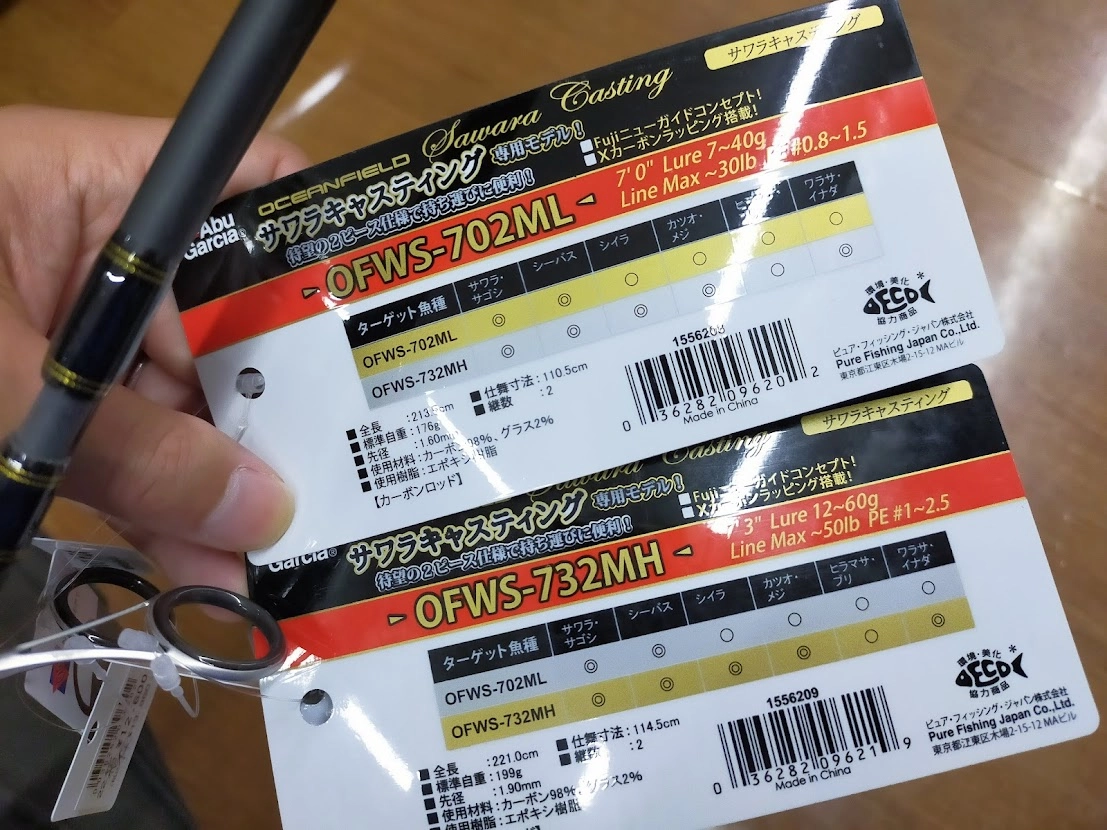 サワラキャスティング
OCEANFIELD Sawara Casting
Abu Garcia®
サワラキャスティング 専用モデル!
■Fujiニューガイドコンセプト!
■Xカーボンラッピング搭載!
待望の2ピース仕様で持ち運びに便利!
OFWS-702ML
7'0" Lure 7~40g
Line Max ~30lb PE#0.8~1.5
ターゲット魚種 サワラ・サゴシ シーバス シイラ カツオ・メジ ワラサ・イナダ
OFWS-702ML ◎ ◎ ○ ○ ○ ○
OFWS-732MH ◎ ◎ ◎ ◎ ○ ◎
■全長 :213.5cm ■仕舞寸法:110.5cm
■標準自重:176g ■継数 :2
■先径 :1.60mm
■使用材料:カーボン98%、グラス2%
■使用樹脂:エポキシ樹脂
【カーボンロッド】
1556208
0 36282 09620 2
Made in China
環境・美化
ECO
*
協力商品
ピュア・フィッシング・ジャパン株式会社
Pure Fishing Japan Co.,Ltd.
東京都江東区木場2-15-12 MAビル
サワラキャスティング
Sawara Casting
Garcia®
サワラキャスティング 専用モデル!
■Fujiニューガイドコンセプト!
■Xカーボンラッピング搭載!
待望の2ピース仕様で持ち運びに便利!
OFWS-732MH
7'3" Lure 12~60g
Line Max ~50lb PE #1~2.5
ターゲット魚種 サワラ・サゴシ シーバス シイラ カツオ・メジ ヒラマサ・ブリ ワラサ・イナダ
OFWS-702ML ◎ ◎ ○ ○ ○ ○
OFWS-732MH ◎ ◎ ◎ ◎ ○ ◎
■全長 :221.0cm ■仕舞寸法:114.5cm
■標準自重:199g ■継数 :2
■先径 :1.90mm
■使用材料:カーボン98%、グラス2%
■使用樹脂:エポキシ樹脂
1556209
0 36282 09621 9
Made in China
環境・美化
ECO
*
協力商品
ピュア・フィッシング・ジャパン株式会社
Pure Fishing Japan Co.,Ltd.
東京都江東区木場2-15-12 MAビル